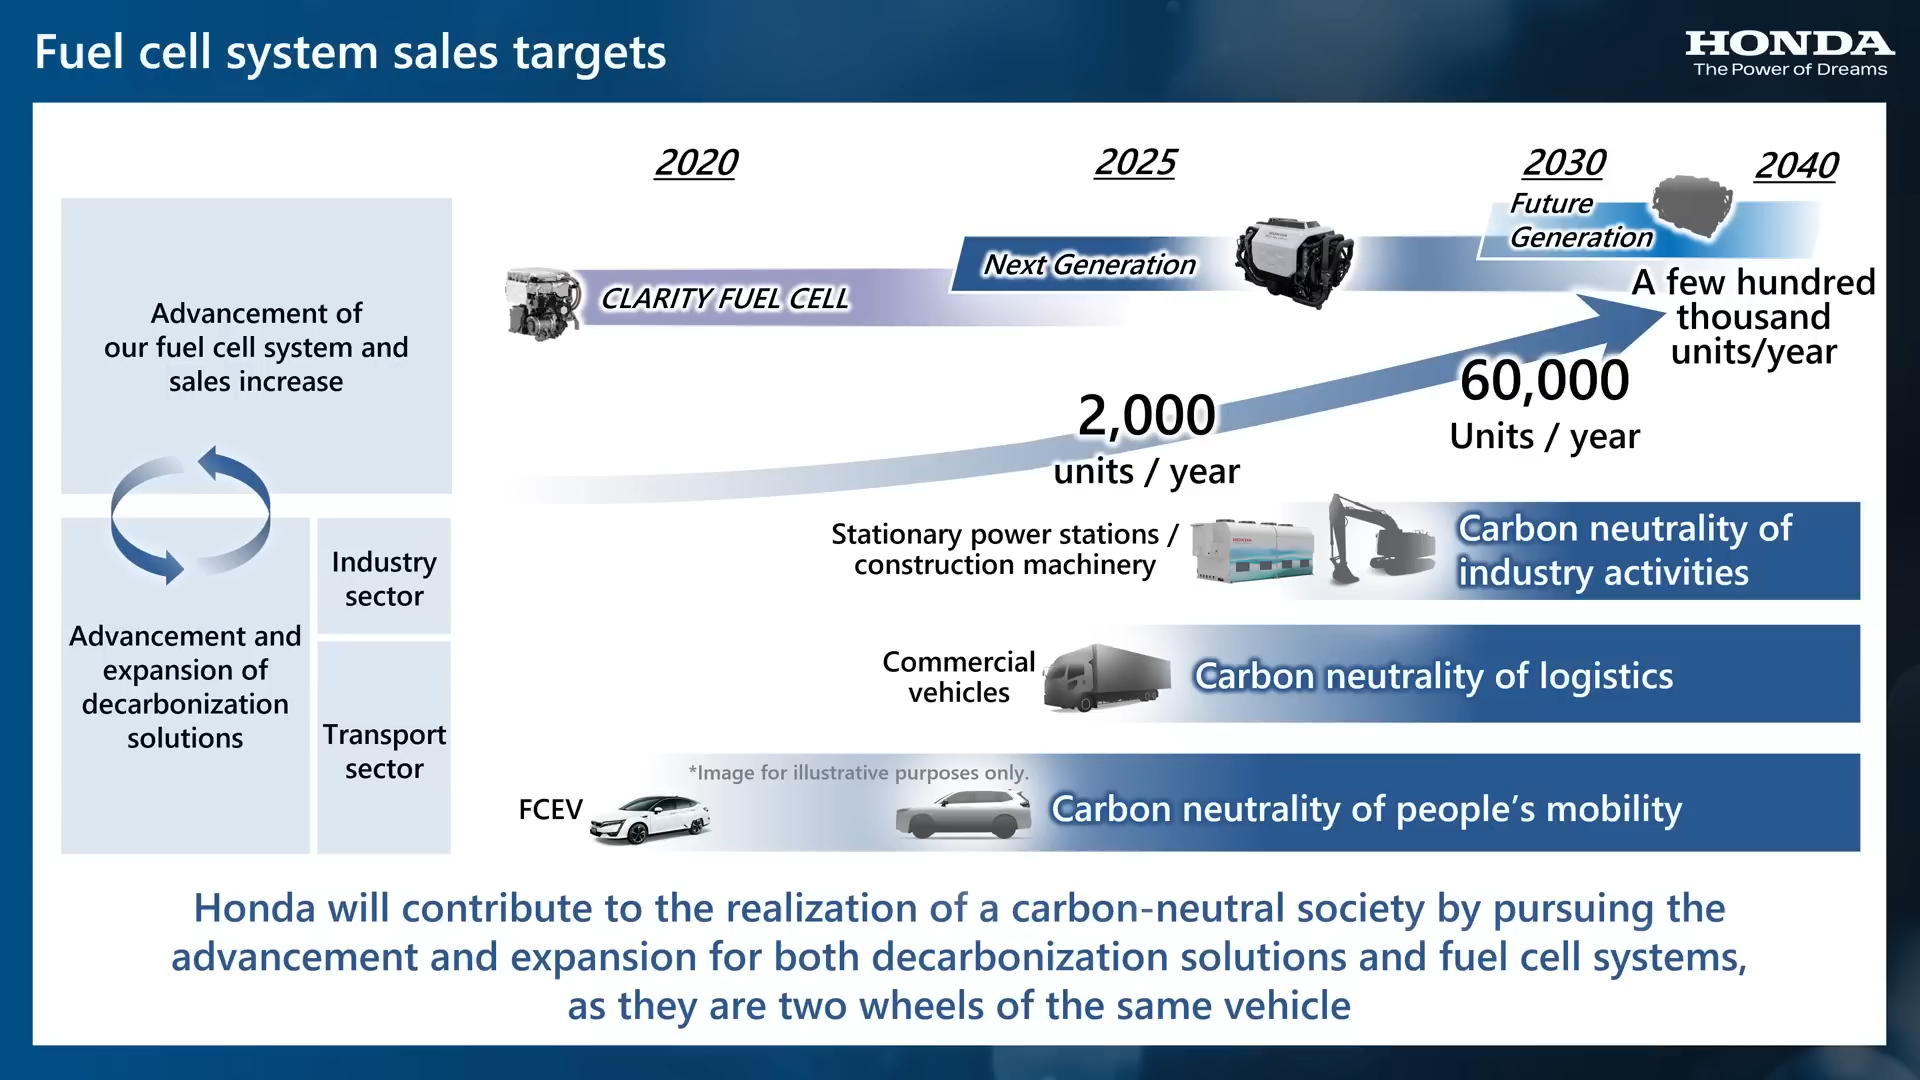 Fuel cell system sales targets
HONDA
The Power of Dreams
2020
2025
2030
2040
Future
Generation
Next Generation
CLARITY FUEL CELL
A few hundred
thousand
units/year
60,000
Units / year
2,000
units / year
Advancement of
our fuel cell system and
sales increase
Advancement and
expansion of
decarbonization
solutions
Industry
sector
Transport
sector
Stationary power stations /
construction machinery
HONDA
Carbon neutrality of
industry activities
Commercial
vehicles
Carbon neutrality of logistics
*Image for illustrative purposes only.
FCEV
Carbon neutrality of people’s mobility
Honda will contribute to the realization of a carbon-neutral society by pursuing the
advancement and expansion for both decarbonization solutions and fuel cell systems,
as they are two wheels of the same vehicle